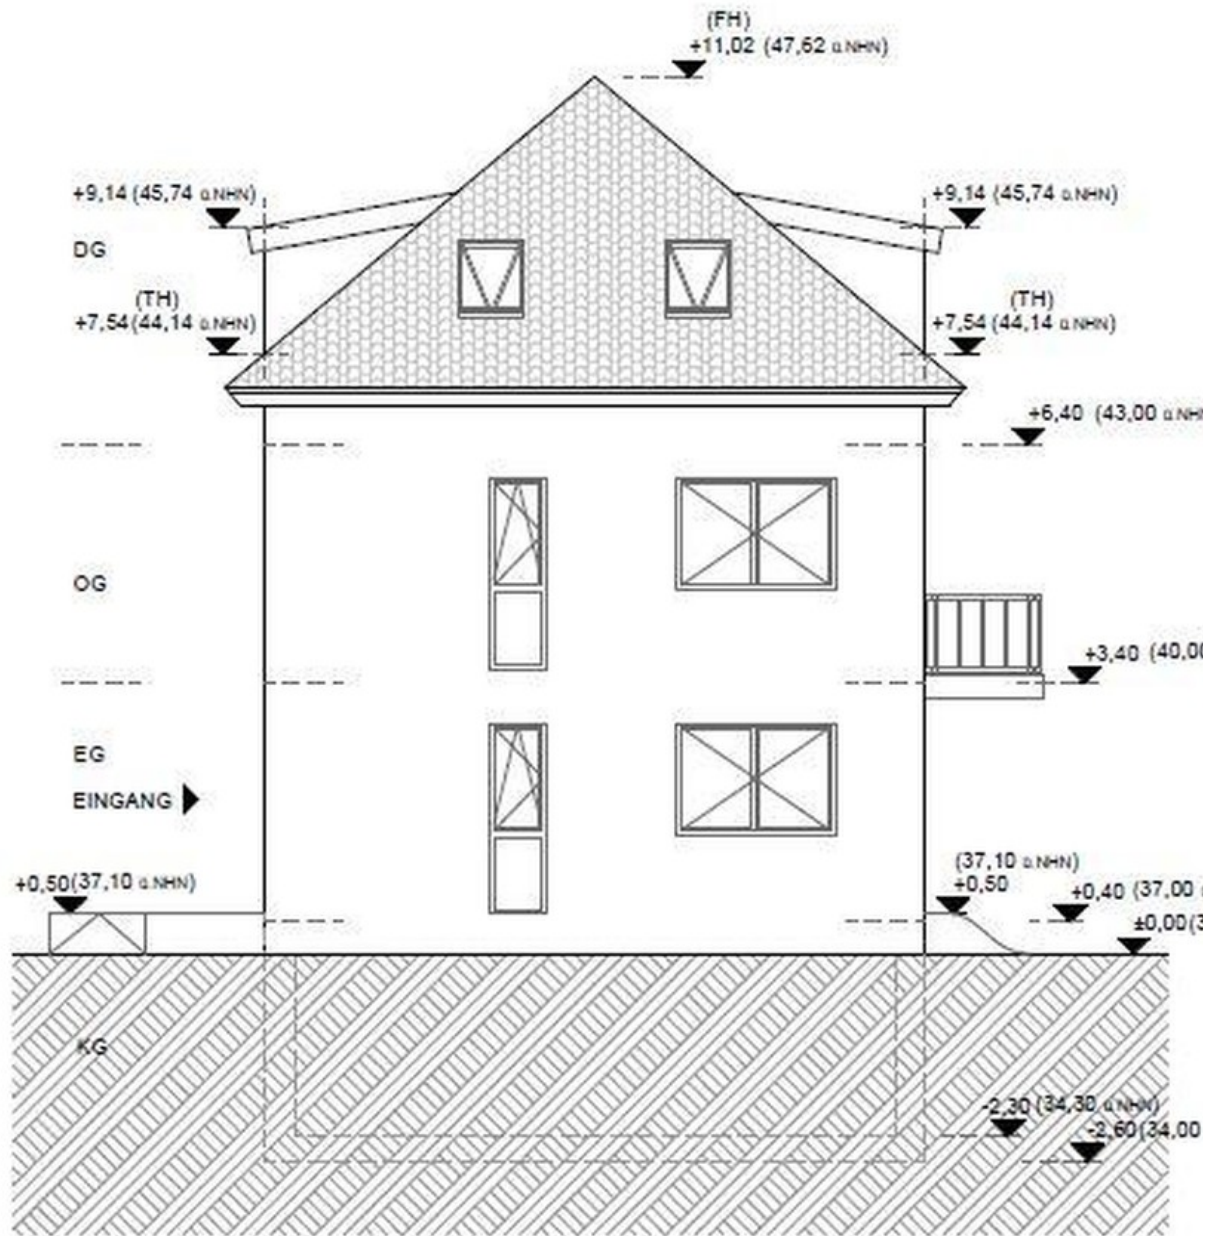 (FH)
+11,02 (47,62 ü.NHN)
+9,14 (45,74 ü.NHN)
+9,14 (45,74 ü.NHN)
DG
(TH)
+7,54 (44,14 ü.NHN)
(TH)
+7,54 (44,14 ü.NHN)
+6,40 (43,00 ü.NHN
OG
+3,40 (40,00
EG
EINGANG
+0,50 (37,10 ü.NHN)
(37,10 ü.NHN)
+0,50
+0,40 (37,00
±0,00 (3
KG
-2,30 (34,30 ü.NHN)
-2,60 (34,00